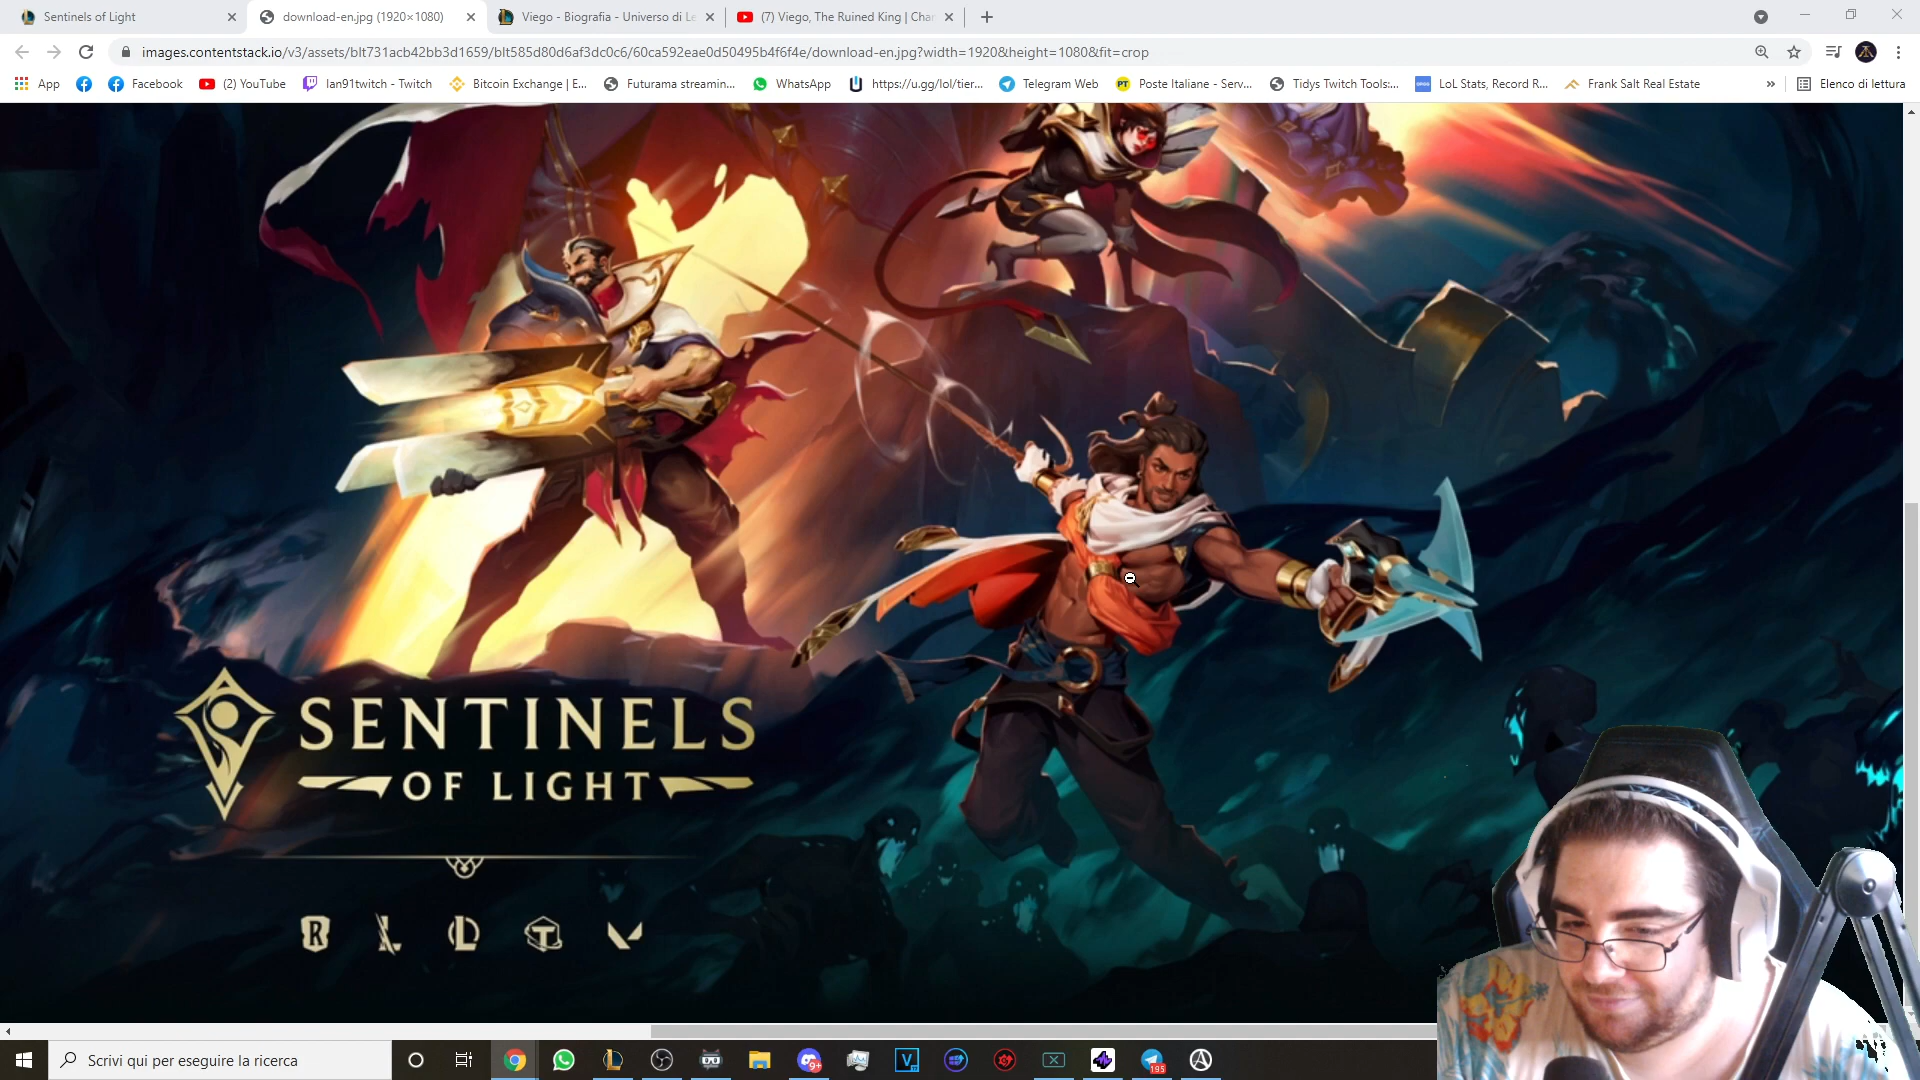 Sentinels of Light
download-en.jpg (1920×1080)
Viego - Biografia - Universo di Le
(7) Viego, The Ruined King | Char
images.contentstack.io/v3/assets/blt731acb42bb3d1659/blt585d80d6af3dc0c6/60ca592eae0d50495b4f6f4e/download-en.jpg?width=1920&height=1080&fit=crop
App
Facebook
(2) YouTube
lan91twitch - Twitch
Bitcoin Exchange | E...
Futurama streamin...
WhatsApp
https://u.gg/lol/tier...
Telegram Web
PT
Poste Italiane - Serv...
Tidys Twitch Tools:...
LoL Stats, Record R...
Frank Salt Real Estate
»
Elenco di lettura
SENTINELS
OF LIGHT
Scrivi qui per eseguire la ricerca
9+
195